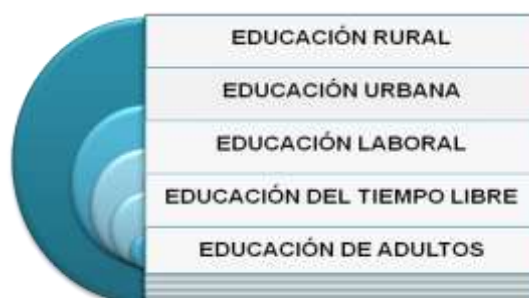 EDUCACIÓN RURAL
EDUCACIÓN URBANA
EDUCACIÓN LABORAL
EDUCACIÓN DEL TIEMPO LIBRE
EDUCACIÓN DE ADULTOS